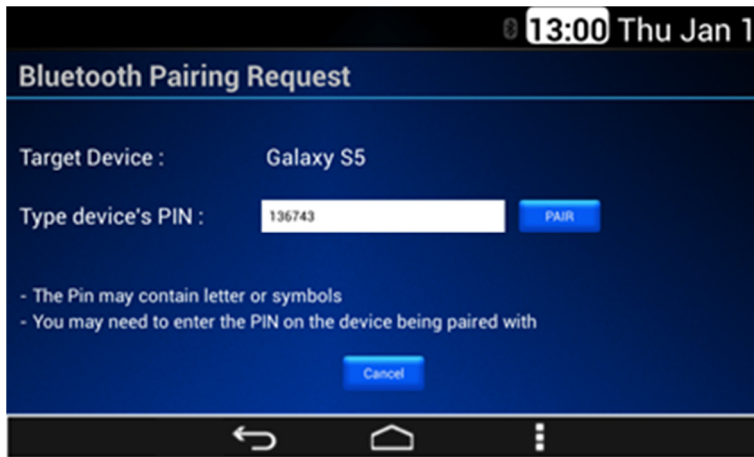 13:00 Thu Jan 1
Bluetooth Pairing Request
Target Device : Galaxy S5
Type device's PIN : 136743 PAIR
- The Pin may contain letter or symbols
- You may need to enter the PIN on the device being paired with
Cancel